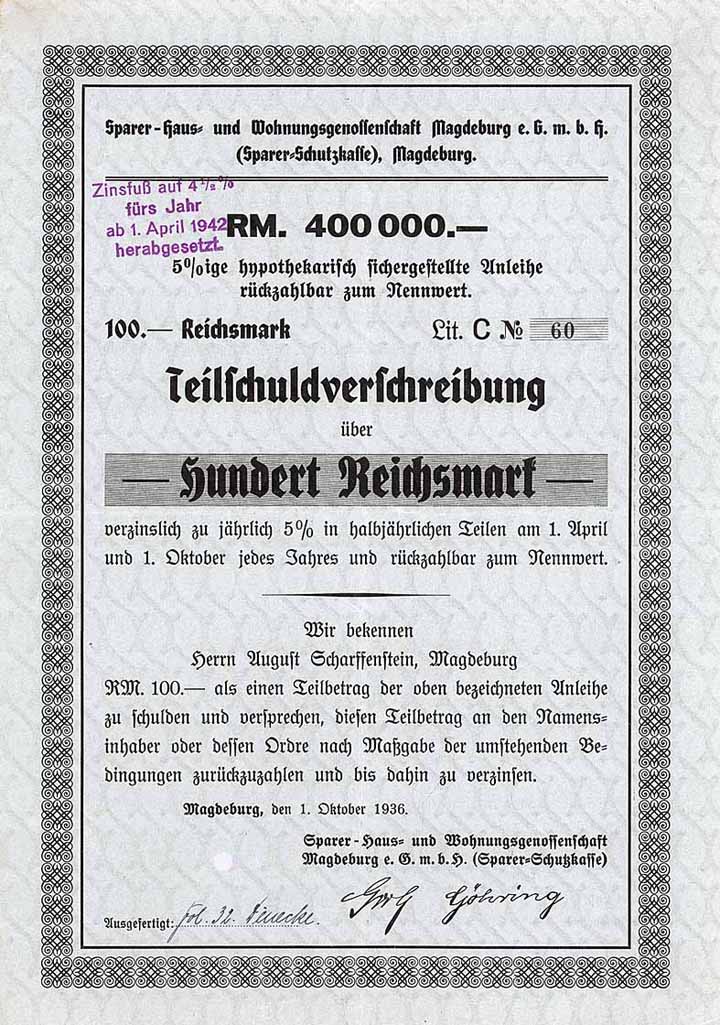 Sparer-Haus- und Wohnungsgenossenschaft Magdeburg e. G. m. b. H.
(Sparer-Schutzkasse), Magdeburg.
Zinsfuß auf 4 1/2 %
fürs Jahr
ab 1. April 1942
herabgesetzt.
RM. 400 000.—
5%ige hypothekarisch sichergestellte Anleihe
rückzahlbar zum Nennwert.
100.— Reichsmark Lit. C № 60
Teilschuldverschreibung
über
— Hundert Reichsmark —
verzinslich zu jährlich 5% in halbjährlichen Teilen am 1. April
und 1. Oktober jedes Jahres und rückzahlbar zum Nennwert.
Wir bekennen
Herrn August Scharffenstein, Magdeburg
RM. 100.— als einen Teilbetrag der oben bezeichneten Anleihe
zu schulden und versprechen, diesen Teilbetrag an den Namens-
inhaber oder dessen Ordre nach Maßgabe der umstehenden Be-
dingungen zurückzuzahlen und bis dahin zu verzinsen.
Magdeburg, den 1. Oktober 1936.
Sparer-Haus- und Wohnungsgenossenschaft
Magdeburg e. G. m. b. H. (Sparer-Schutzkasse)
Göhring
Ausgefertigt: Fol. 32.